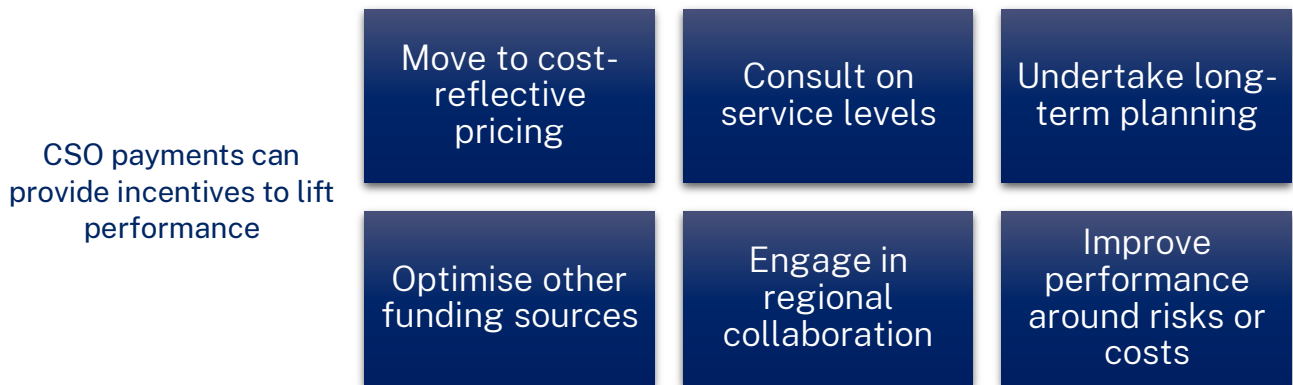 CSO payments can
provide incentives to lift
performance
Move to cost-
reflective
pricing
Consult on
service levels
Undertake long-
term planning
Optimise other
funding sources
Engage in
regional
collaboration
Improve
performance
around risks or
costs